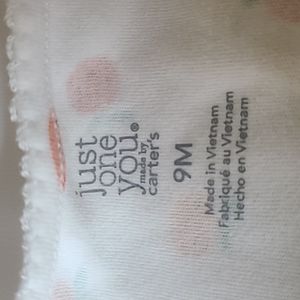 just
one
you®
made by
carter's
9M
Made in Vietnam
Fabriqué au Vietnam
Hecho en Vietnam